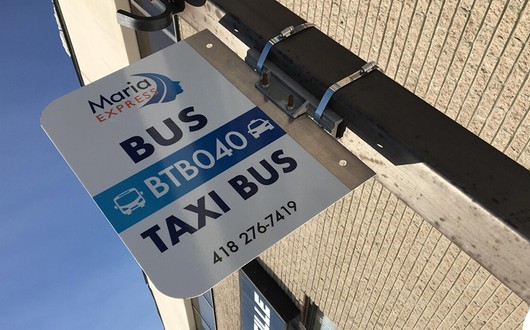 Maria
EXPRESS
BUS
BTB040
TAXI BUS
418 276-7419